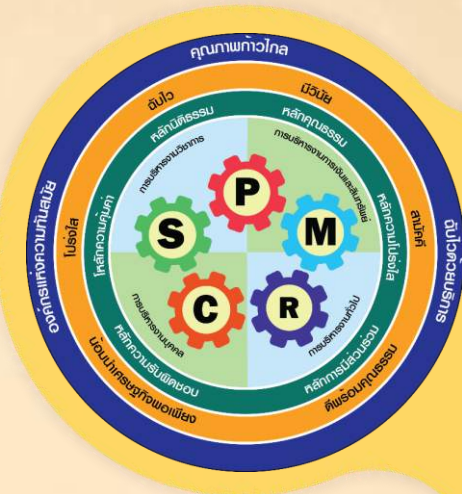 คุณภาพก้าวไกล
ฉับไวด้วยบริการ
องค์กรแห่งความทันสมัย
ฉับไว
มีวินัย
สามัคคี
ดีพร้อมคุณธรรม
น้อมนำเศรษฐกิจพอเพียง
โปร่งใส
หลักนิติธรรม
หลักคุณธรรม
หลักความโปร่งใส
หลักการมีส่วนร่วม
หลักความรับผิดชอบ
ใหลักความคุ้มค่า
การบริหารงานวิชาการ
การบริหารงานการเงินและสินทรัพย์
การบริหารงานทั่วไป
การบริหารงานบุคคล
S
P
M
C
R